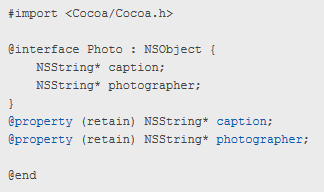 #import <Cocoa/Cocoa.h>
@interface Photo : NSObject {
    NSString* caption;
    NSString* photographer;
}
@property (retain) NSString* caption;
@property (retain) NSString* photographer;
@end